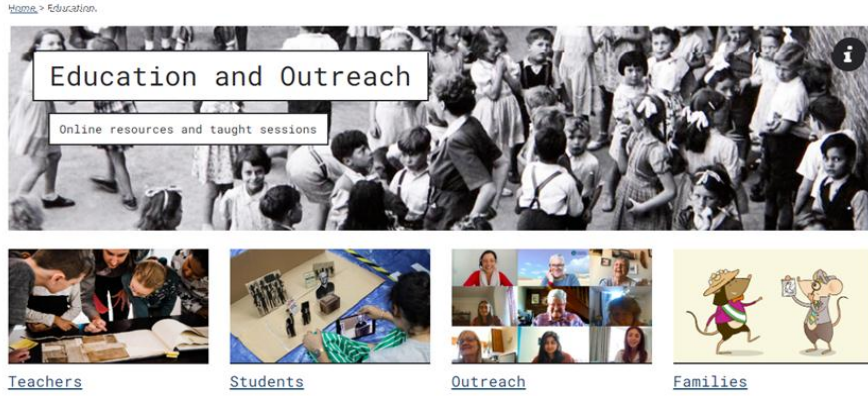 Home > Education
Education and Outreach
i
Online resources and taught sessions
Teachers
Students
Outreach
Families